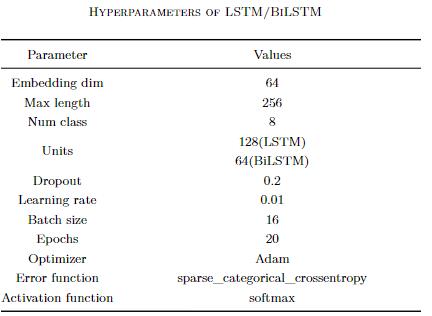 HYPERPARAMETERS OF LSTM/BILSTM
Parameter Values
Embedding dim 64
Max length 256
Num class 8
Units 128(LSTM)
64(BiLSTM)
Dropout 0.2
Learning rate 0.01
Batch size 16
Epochs 20
Optimizer Adam
Error function sparse_categorical_crossentropy
Activation function softmax